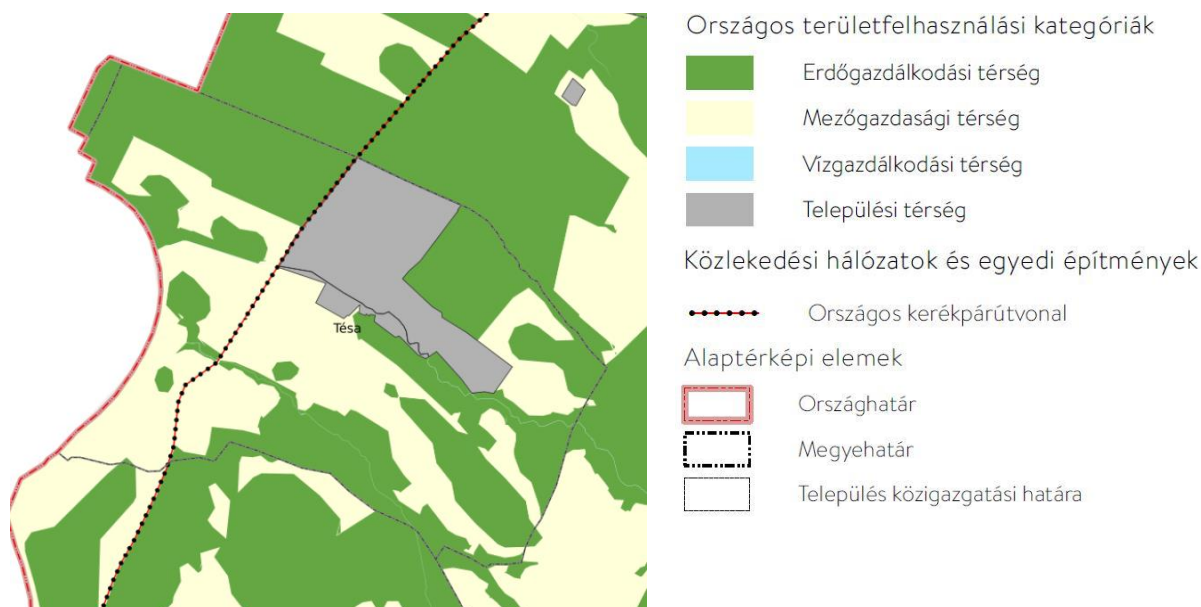 Országos területfelhasználási kategóriák
Erdőgazdálkodási térség
Mezőgazdasági térség
Vízgazdálkodási térség
Települési térség
Közlekedési hálózatok és egyedi építmények
Országos kerékpárútvonal
Alaptérképi elemek
Országhatár
Megyehatár
Település közigazgatási határa
Tésa